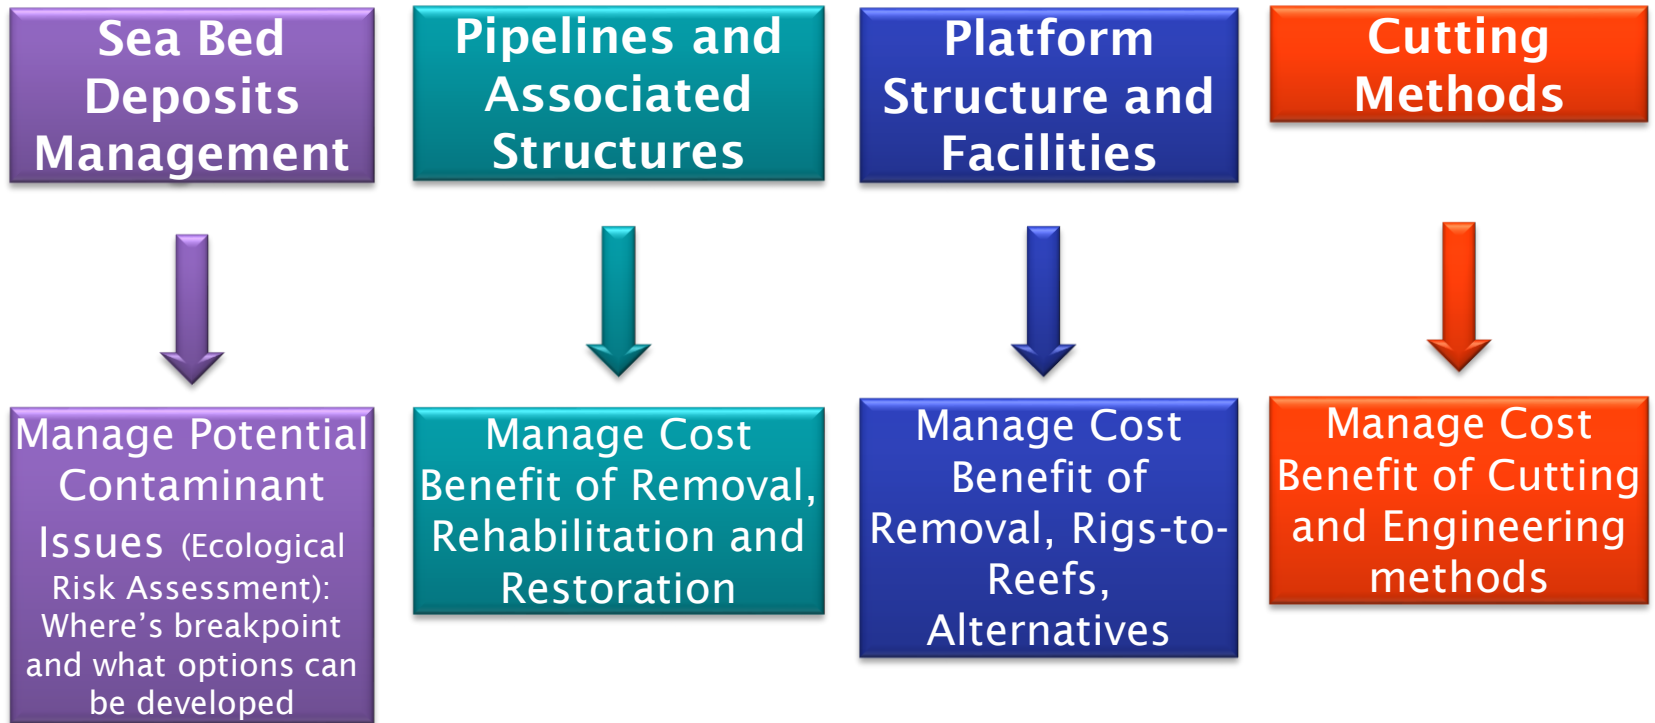 Sea Bed
Deposits
Management
Pipelines and
Associated
Structures
Platform
Structure and
Facilities
Cutting
Methods
Manage Potential
Contaminant
Issues (Ecological
Risk Assessment):
Where’s breakpoint
and what options can
be developed
Manage Cost
Benefit of Removal,
Rehabilitation and
Restoration
Manage Cost
Benefit of
Removal, Rigs-to-
Reefs,
Alternatives
Manage Cost
Benefit of Cutting
and Engineering
methods